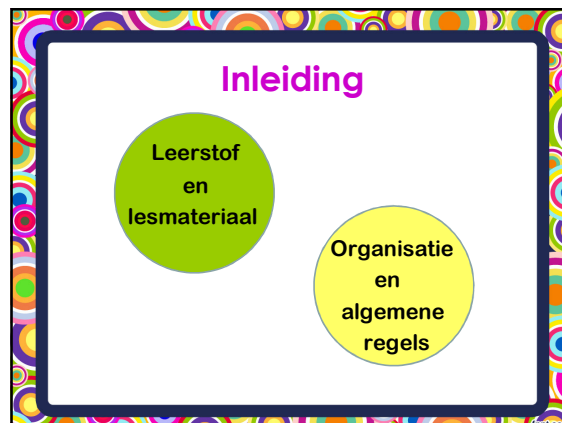 Inleiding
Leerstof
en
lesmateriaal
Organisatie
en
algemene
regels